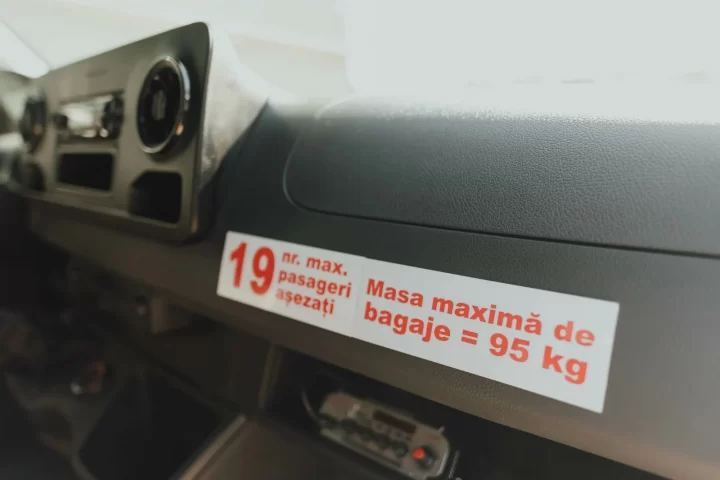 19
nr. max.
pasageri
așezați
Masa maximă de
bagaje = 95 kg